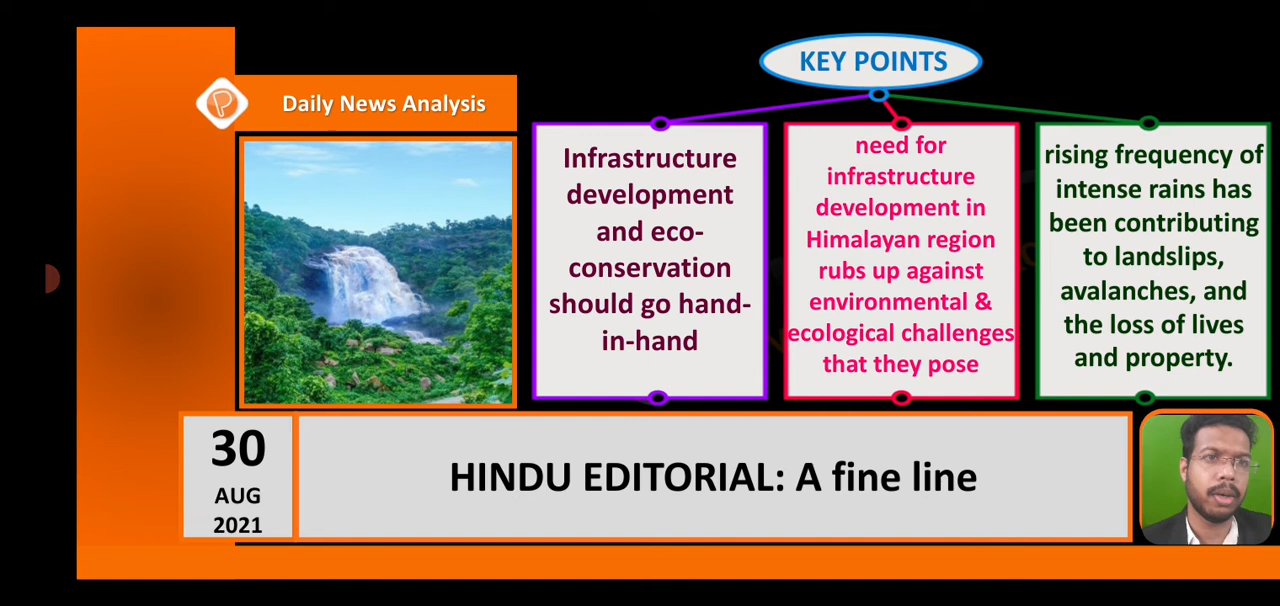 KEY POINTS
Daily News Analysis
Infrastructure
development
and eco-
conservation
should go hand-
in-hand
need for
infrastructure
development in
Himalayan region
rubs up against
environmental &
ecological challenges
that they pose
rising frequency of
intense rains has
been contributing
to landslips,
avalanches, and
the loss of lives
and property.
30
AUG
2021
HINDU EDITORIAL: A fine line